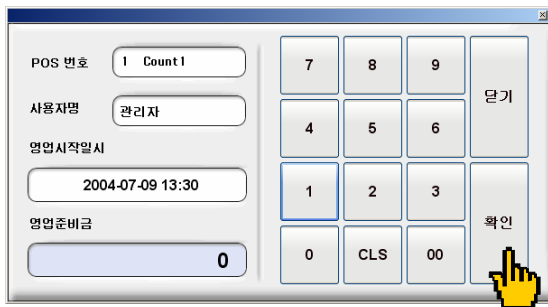 POS 번호
1 Count1
사용자명
관리자
영업시작일시
2004-07-09 13:30
영업준비금
0
7 8 9
닫기
4 5 6
1 2 3
확인
0 CLS 00